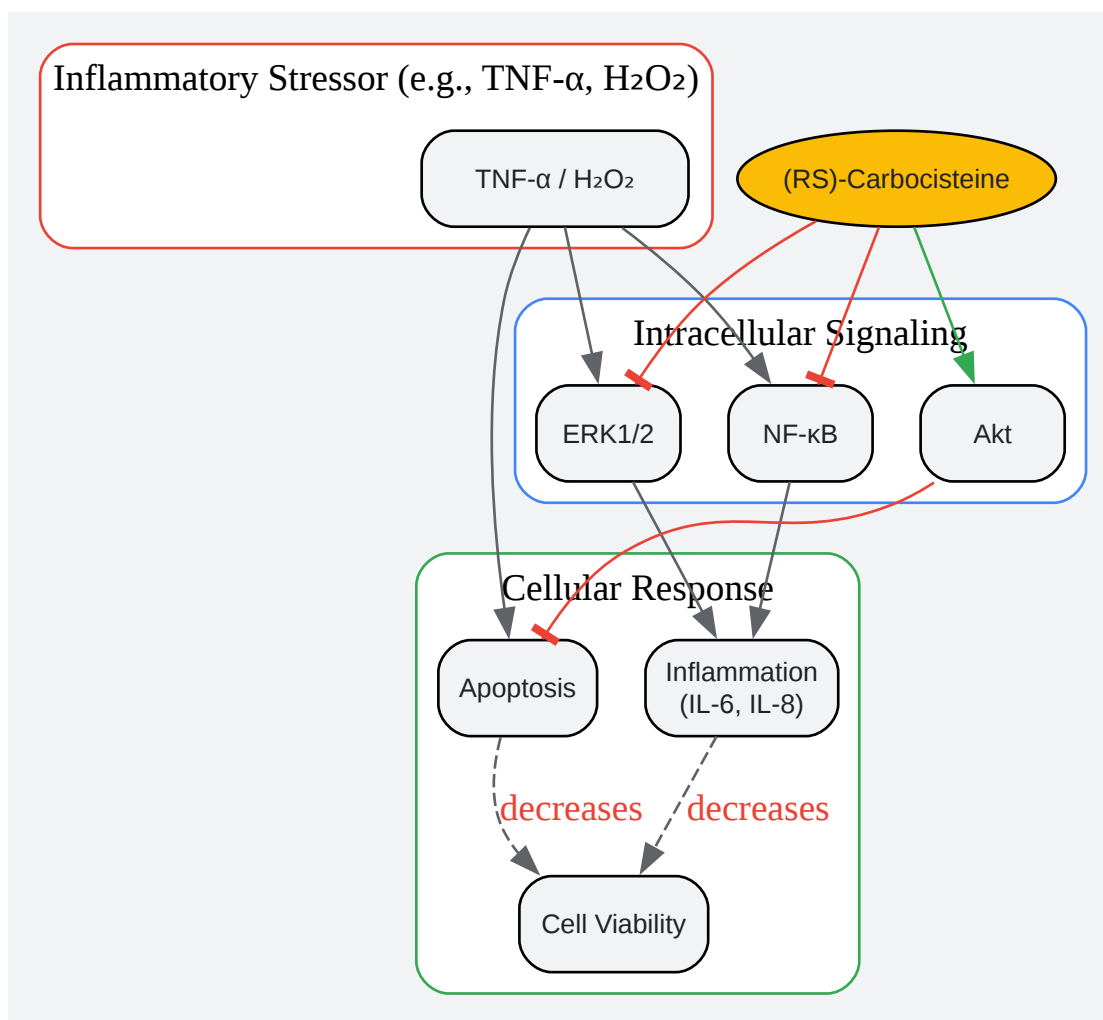 Inflammatory Stressor (e.g., TNF-α, H₂O₂)
TNF-α / H₂O₂
(RS)-Carbocisteine
Intracellular Signaling
ERK1/2
NF-κB
Akt
Cellular Response
Apoptosis
Inflammation
(IL-6, IL-8)
decreases
decreases
Cell Viability